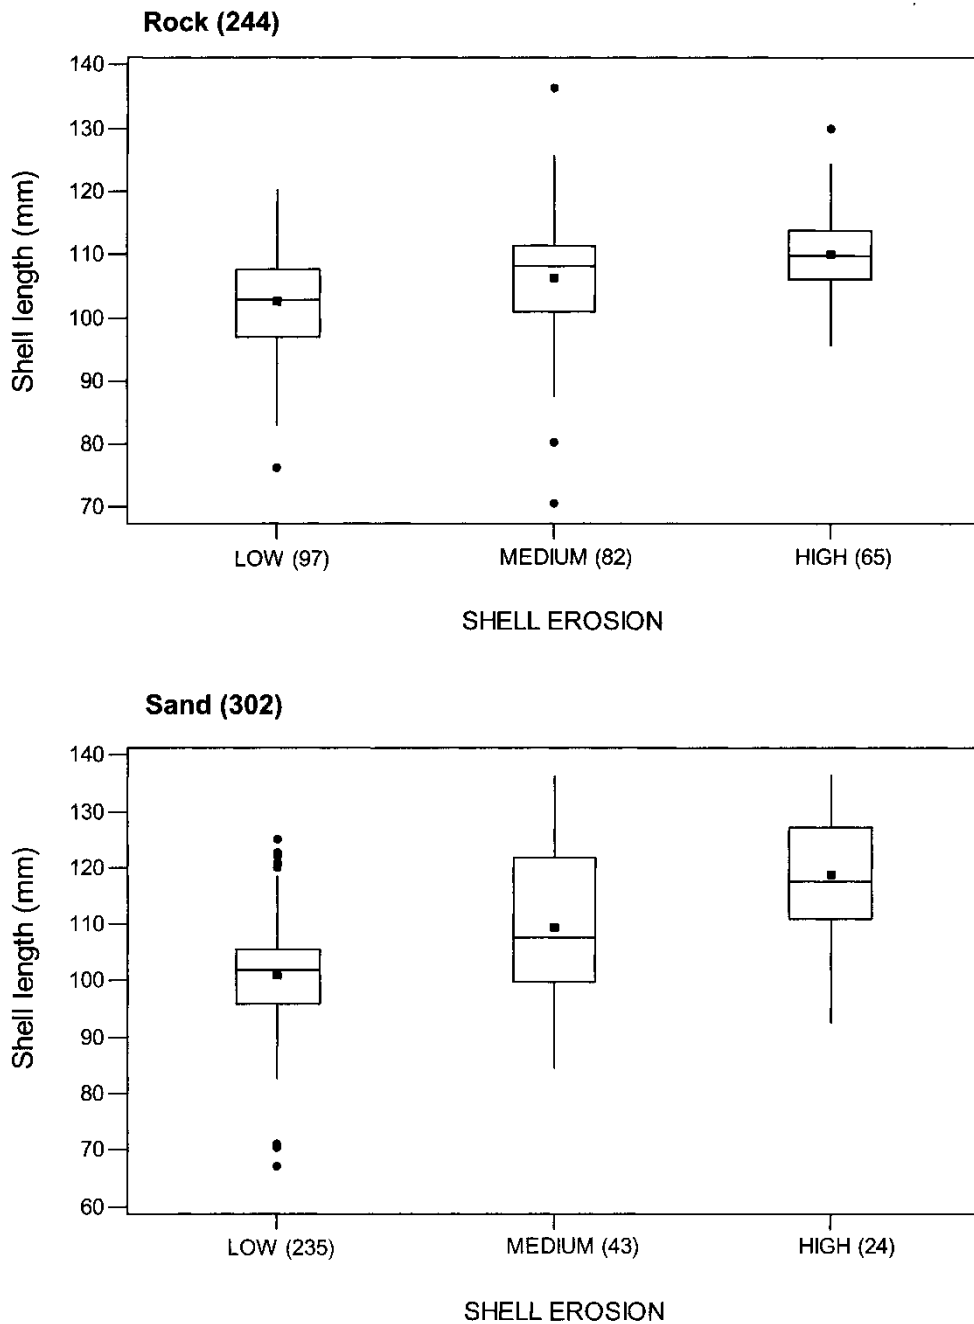 Rock (244)
140
130
120
110
100
90
80
70
Shell length (mm)
LOW (97) MEDIUM (82) HIGH (65)
SHELL EROSION
Sand (302)
140
130
120
110
100
90
80
70
60
Shell length (mm)
LOW (235) MEDIUM (43) HIGH (24)
SHELL EROSION